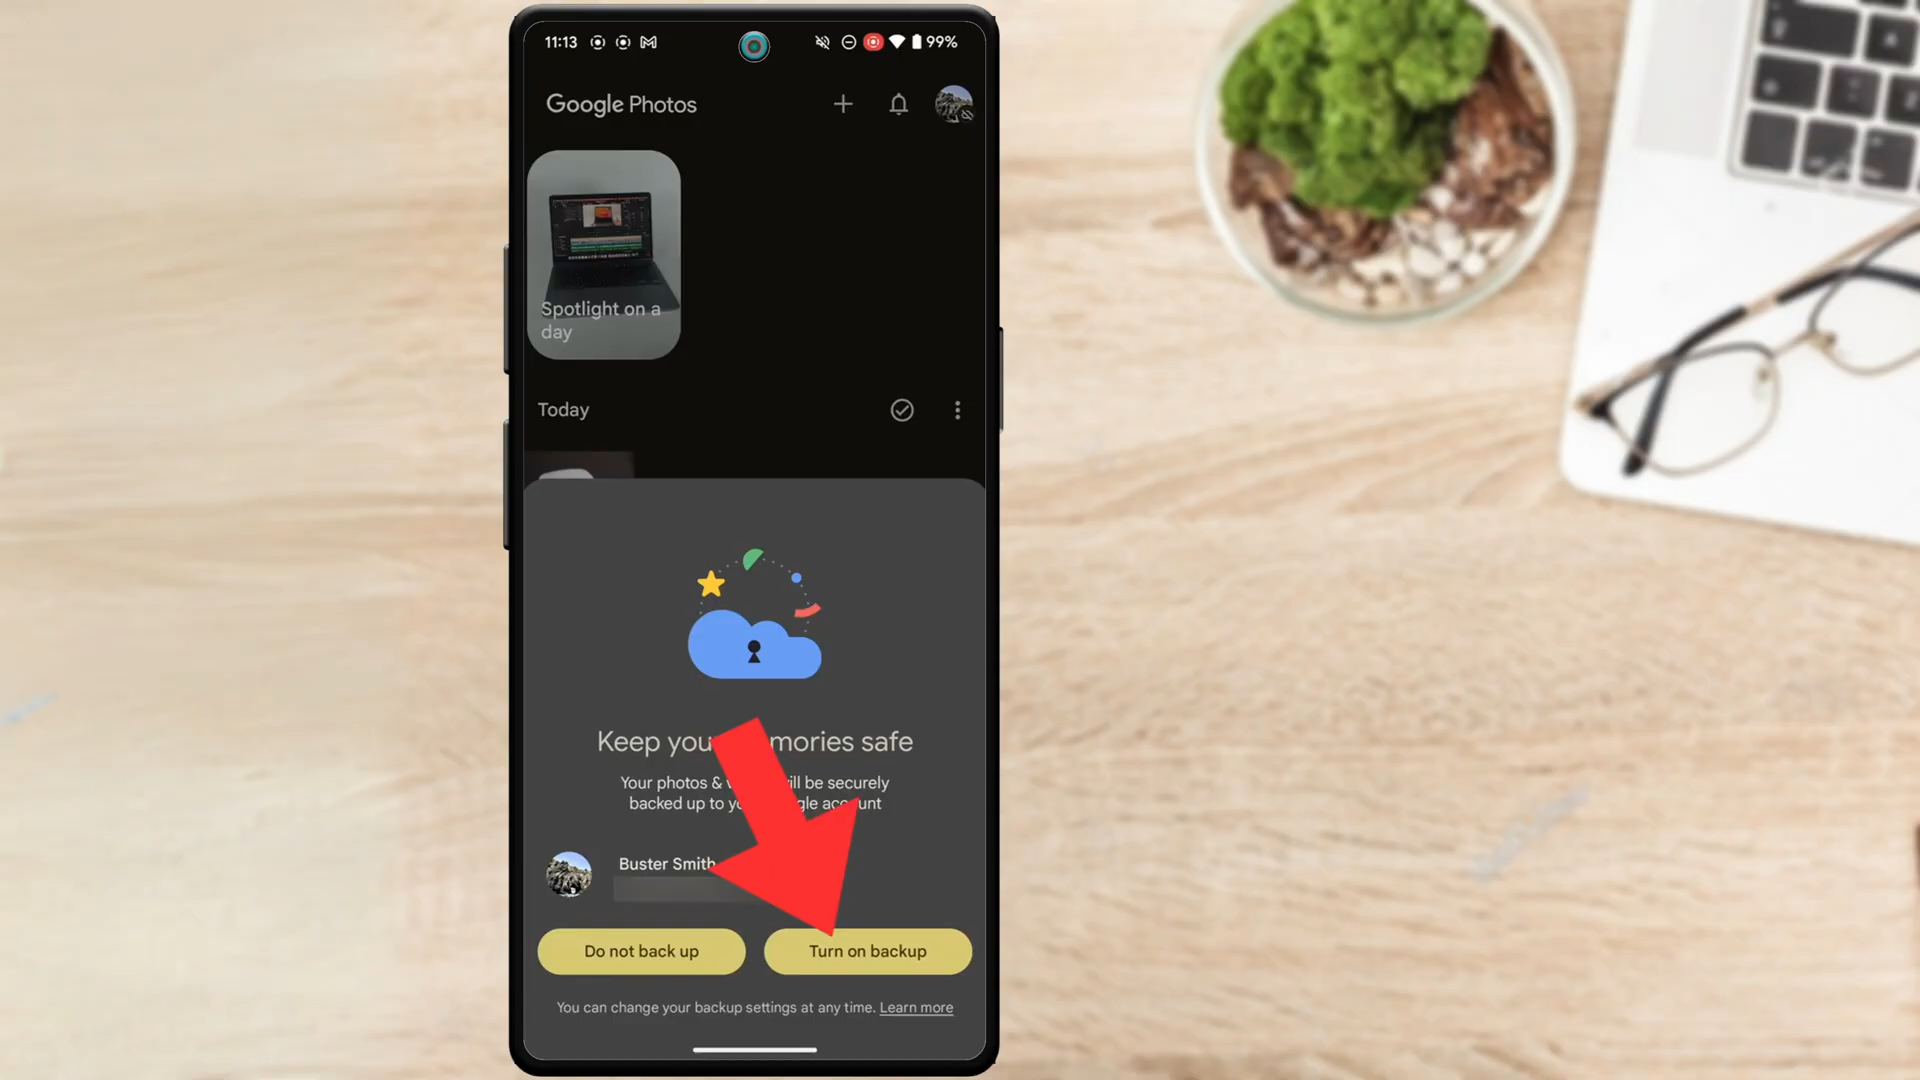 11:13
99%
Google Photos
Spotlight on a
day
Today
Keep you mories safe
Your photos & will be securely
backed up to yo gle account
Buster Smith
Do not back up
Turn on backup
You can change your backup settings at any time. Learn more